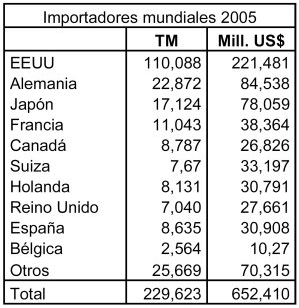 Importadores mundiales 2005
TM Mill. US$
EEUU 110,088 221,481
Alemania 22,872 84,538
Japón 17,124 78,059
Francia 11,043 38,364
Canadá 8,787 26,826
Suiza 7,67 33,197
Holanda 8,131 30,791
Reino Unido 7,040 27,661
España 8,635 30,908
Bélgica 2,564 10,27
Otros 25,669 70,315
Total 229,623 652,410